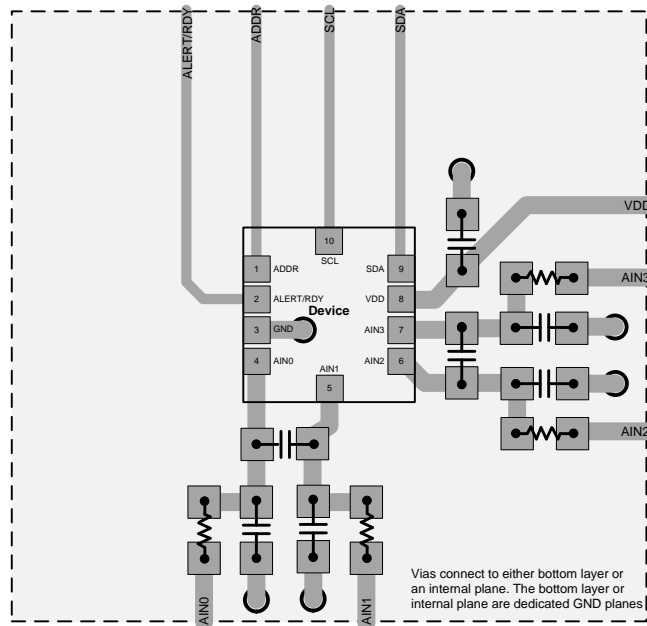 ALERT/RDY
ADDR
SCL
SDA
VDD
10
SCL
1
ADDR
SDA
9
2
ALERT/RDY
VDD
8
Device
3
GND
AIN3
7
4
AIN0
AIN2
6
AIN1
5
AIN3
AIN2
AIN0
AIN1
Vias connect to either bottom layer or
an internal plane. The bottom layer or
internal plane are dedicated GND planes